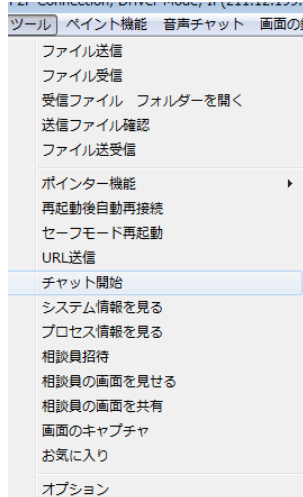 ツール ペイント機能 音声チャット 画面の
ファイル送信
ファイル受信
受信ファイル フォルダーを開く
送信ファイル確認
ファイル送受信
ポインター機能
再起動後自動再接続
セーフモード再起動
URL送信
チャット開始
システム情報を見る
プロセス情報を見る
相談員招待
相談員の画面を見せる
相談員の画面を共有
画面のキャプチャ
お気に入り
オプション